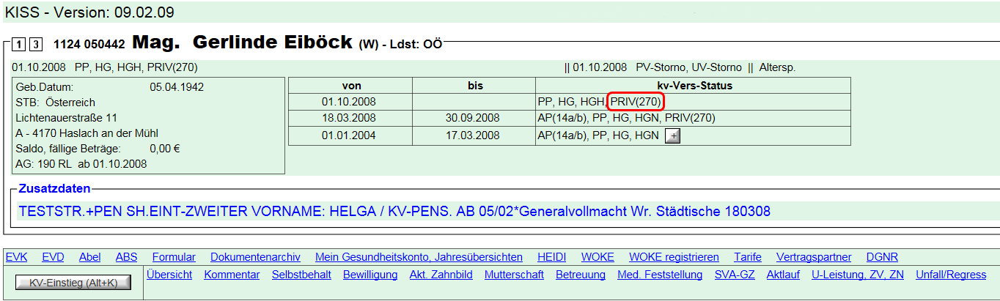 KISS - Version: 09.02.09
1 3 1124 050442 Mag. Gerlinde Eiböck (W) - Ldst: OÖ
01.10.2008 PP, HG, HGH, PRIV(270) || 01.10.2008 PV-Storno, UV-Storno || Altersp.
Geb.Datum: 05.04.1942
STB: Österreich
Lichtenauerstraße 11
A - 4170 Haslach an der Mühl
Saldo, fällige Beträge: 0,00 €
AG: 190 RL ab 01.10.2008
von bis kv-Vers-Status
01.10.2008 PP, HG, HGH, PRIV(270)
18.03.2008 30.09.2008 AP(14a/b), PP, HG, HGN, PRIV(270)
01.01.2004 17.03.2008 AP(14a/b), PP, HG, HGN +
Zusatzdaten
TESTSTR.+PEN SH.EINT-ZWEITER VORNAME: HELGA / KV-PENS. AB 05/02*Generalvollmacht Wr. Städtische 180308
EVK EVD Abel ABS Formular Dokumentenarchiv Mein Gesundheitskonto, Jahresübersichten HEIDI WOKE WOKE registrieren Tarife Vertragspartner DGNR
KV-Einstieg (Alt+K) Übersicht Kommentar Selbstbehalt Bewilligung Akt. Zahnbild Mutterschaft Betreuung Med. Feststellung SVA-GZ Aktlauf U-Leistung, ZV, ZN Unfall/Regress